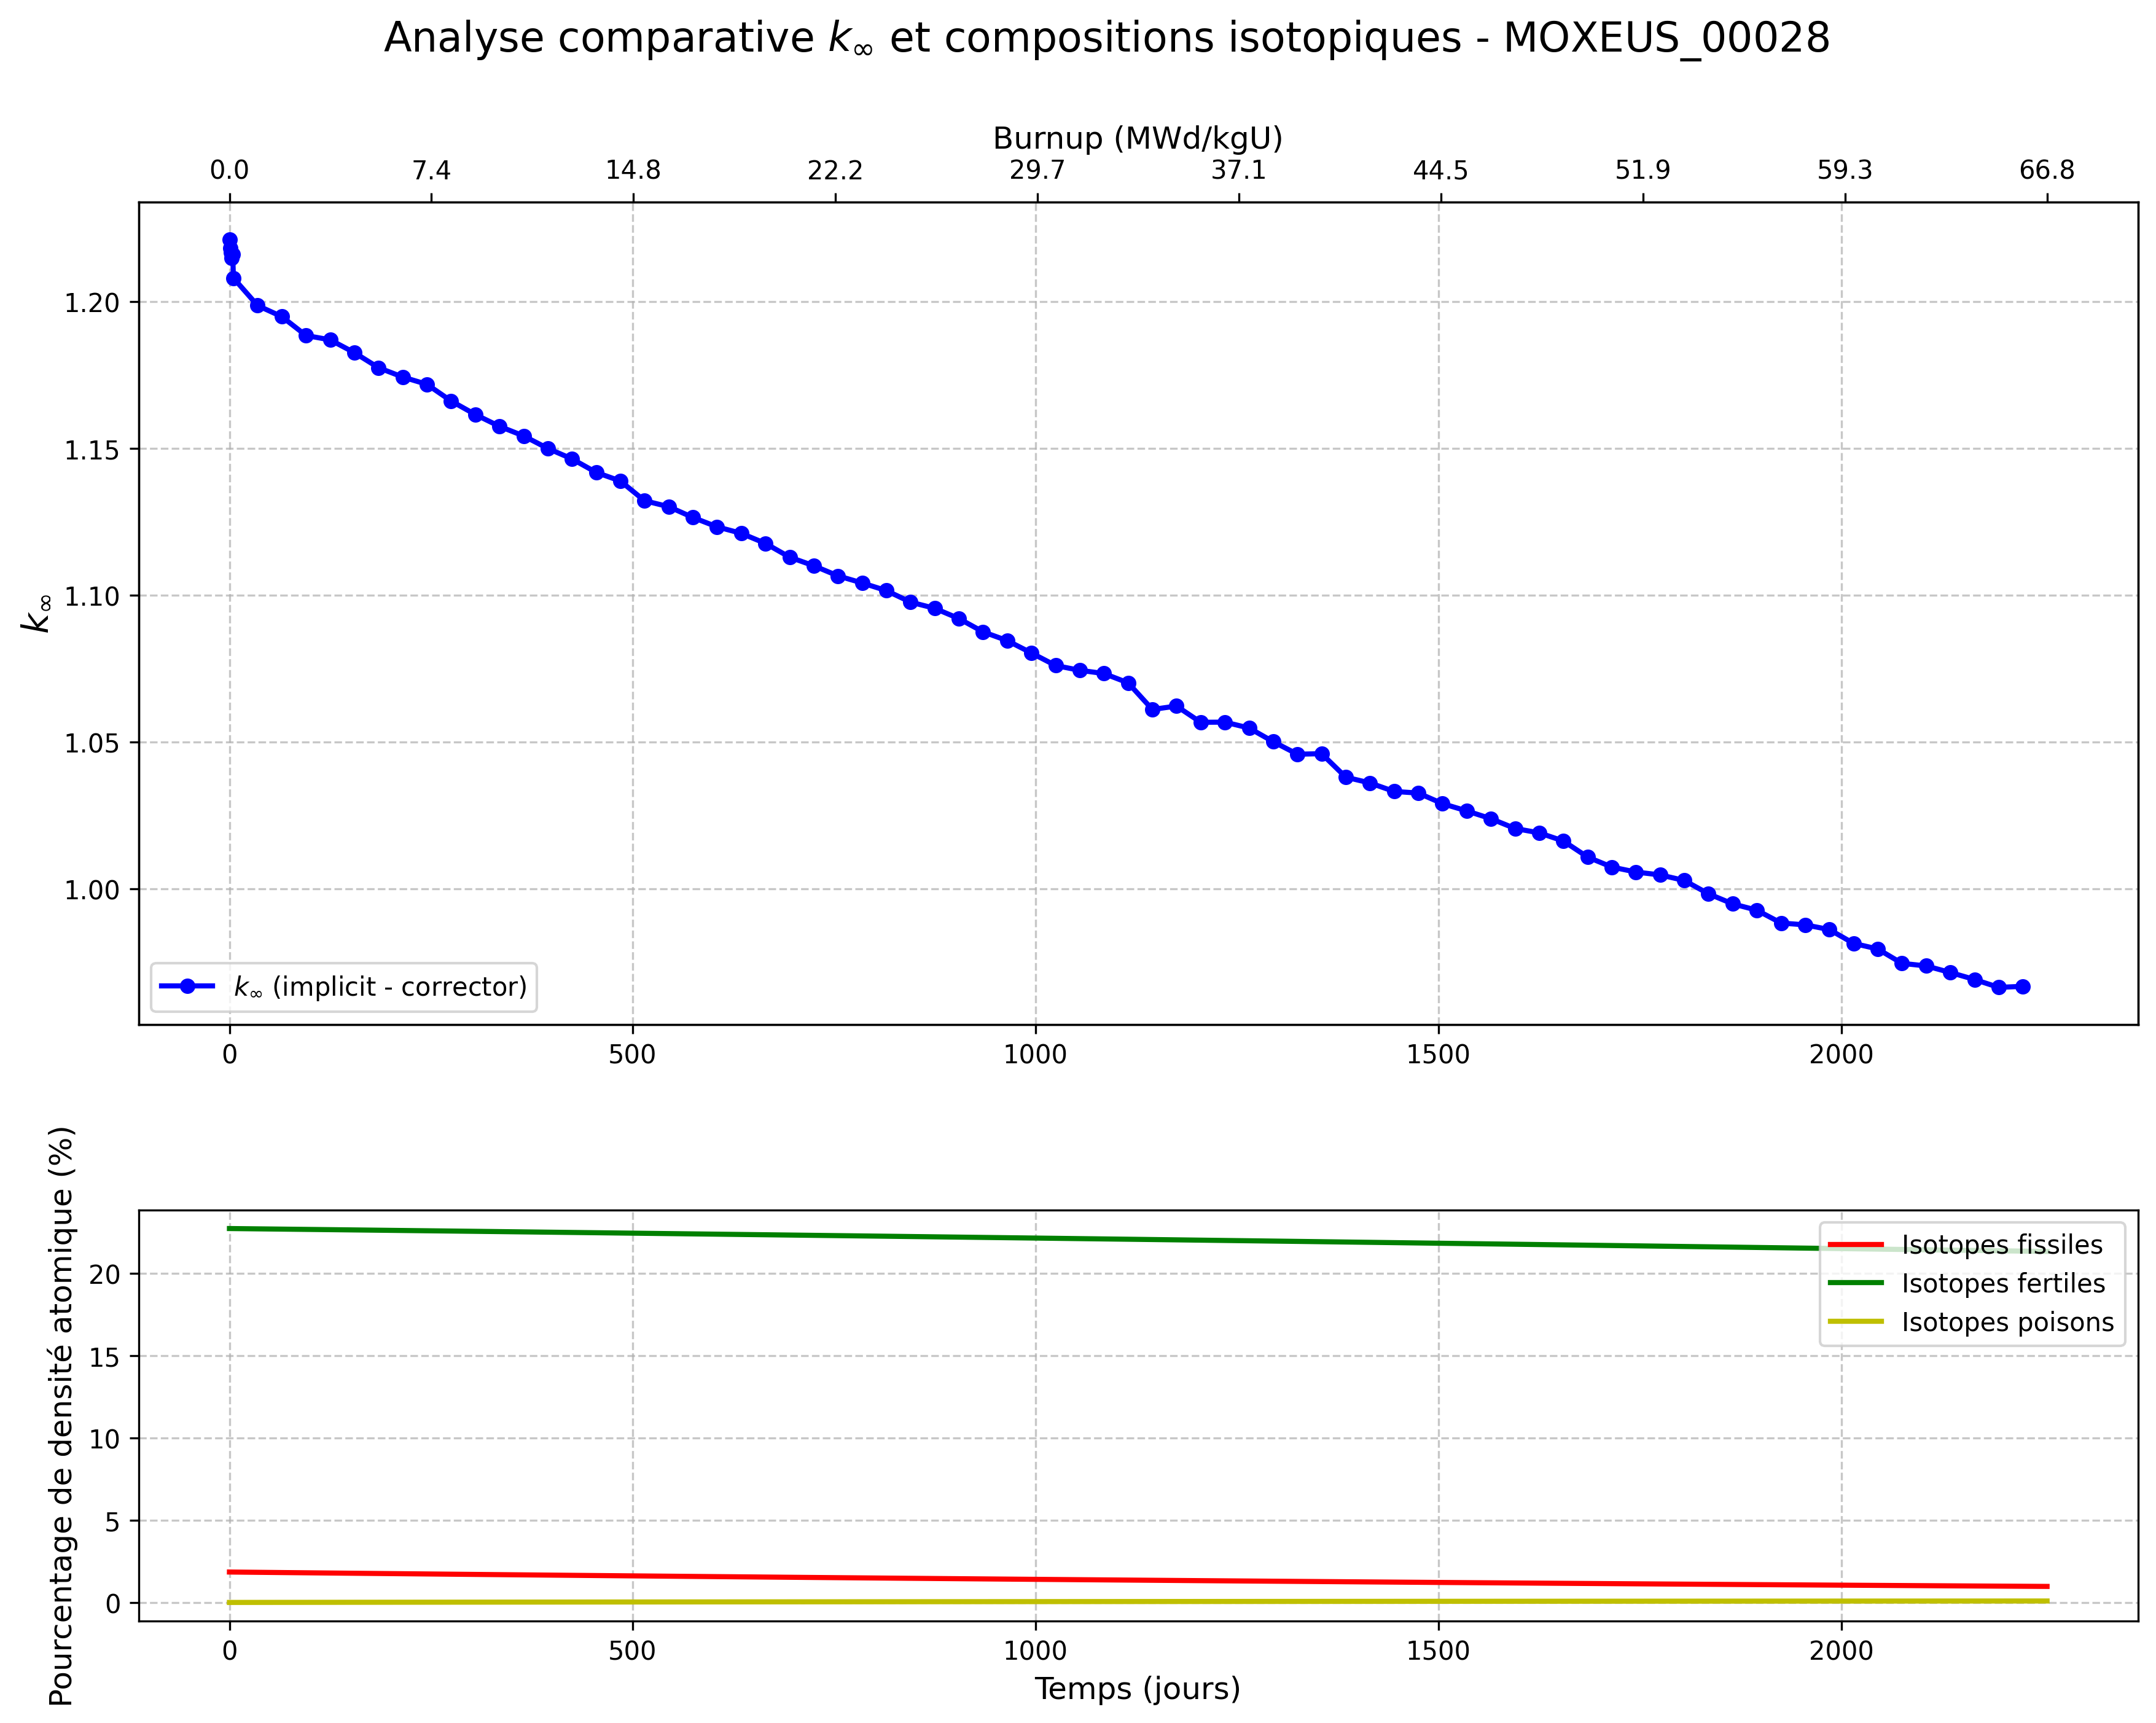 Analyse comparative k∞ et compositions isotopiques - MOXEUS_00028
Burnup (MWd/kgU)
0.0 7.4 14.8 22.2 29.7 37.1 44.5 51.9 59.3 66.8
k∞
1.20
1.15
1.10
1.05
1.00
k∞ (implicit - corrector)
0 500 1000 1500 2000
Pourcentage de densité atomique (%)
20
15
10
5
0
Isotopes fissiles
Isotopes fertiles
Isotopes poisons
0 500 1000 1500 2000
Temps (jours)